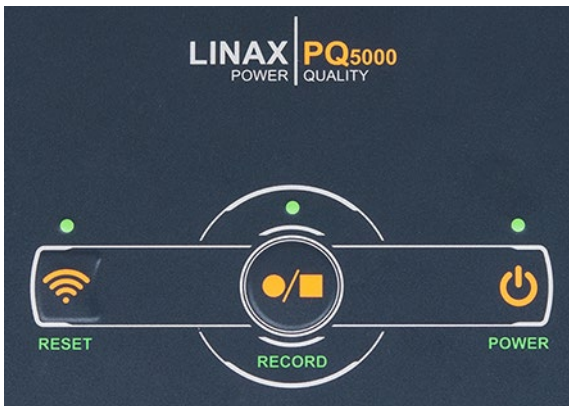 LINAX PQ5000
POWER QUALITY
RESET
RECORD
POWER